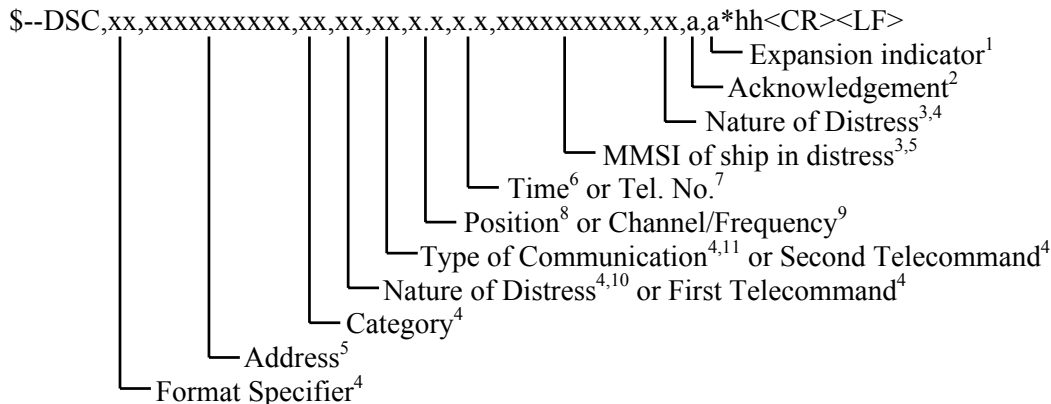 $--DSC,xx,xxxxxxxxxx,xx,xx,xx,x.x,x.x,xxxxxxxxxx,xx,a,a*hh<CR><LF>
Expansion indicator1
Acknowledgement2
Nature of Distress3,4
MMSI of ship in distress3,5
Time6 or Tel. No.7
Position8 or Channel/Frequency9
Type of Communication4,11 or Second Telecommand4
Nature of Distress4,10 or First Telecommand4
Category4
Address5
Format Specifier4